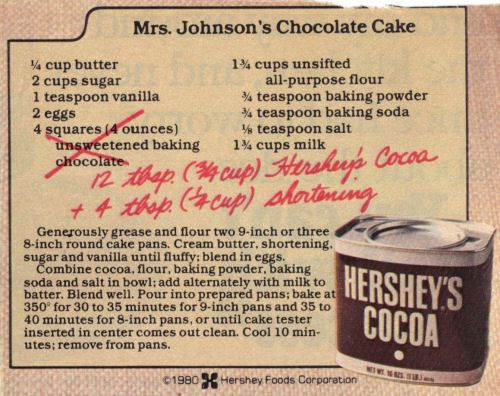 Mrs. Johnson's Chocolate Cake
¼ cup butter
2 cups sugar
1 teaspoon vanilla
2 eggs
4 squares (4 ounces)
unsweetened baking
chocolate
1¾ cups unsifted
all-purpose flour
¾ teaspoon baking powder
¾ teaspoon baking soda
⅛ teaspoon salt
1¾ cups milk
12 tbsp. (¾ cup) Hershey's Cocoa
+ 4 tbsp. (¼ cup) shortening
Generously grease and flour two 9-inch or three
8-inch round cake pans. Cream butter, shortening,
sugar and vanilla until fluffy; blend in eggs.
Combine cocoa, flour, baking powder, baking
soda and salt in bowl; add alternately with milk to
batter. Blend well. Pour into prepared pans; bake at
350° for 30 to 35 minutes for 9-inch pans and 35 to
40 minutes for 8-inch pans, or until cake tester
inserted in center comes out clean. Cool 10 min-
utes; remove from pans.
HERSHEY'S
COCOA
NET WT. 16 OZS. (1 LB.)
©1980 Hershey Foods Corporation